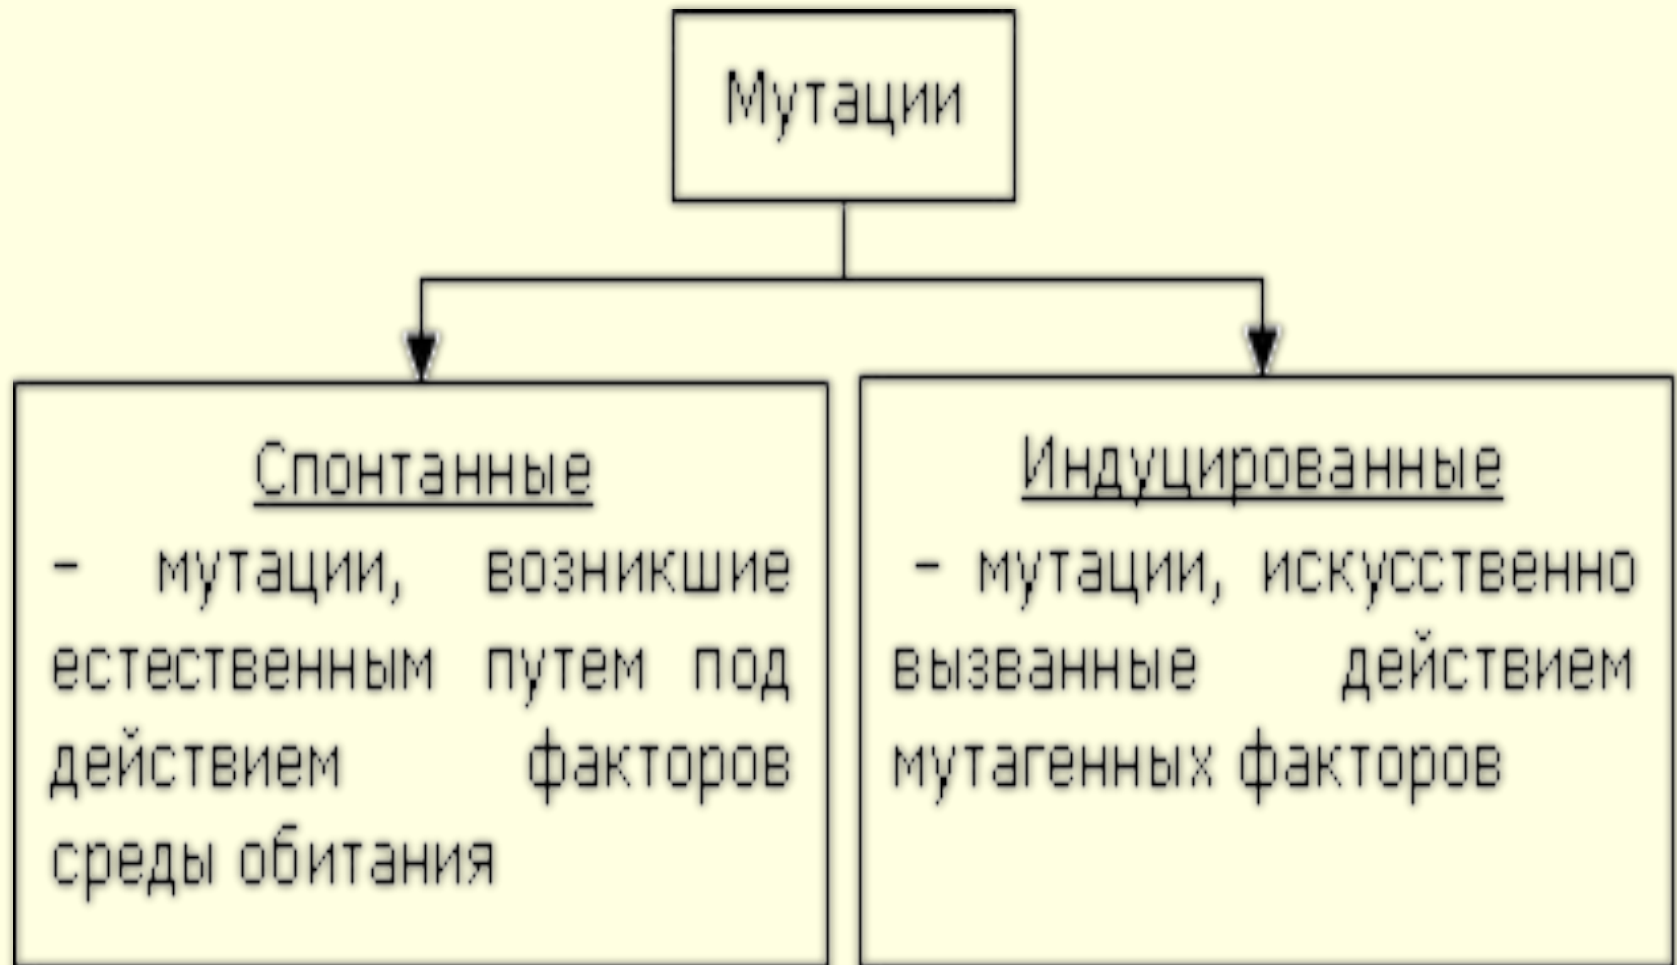 Мутации
Спонтанные
- мутации, возникшие
естественным путем под
действием факторов
среды обитания
Индуцированные
- мутации, искусственно
вызванные действием
мутагенных факторов